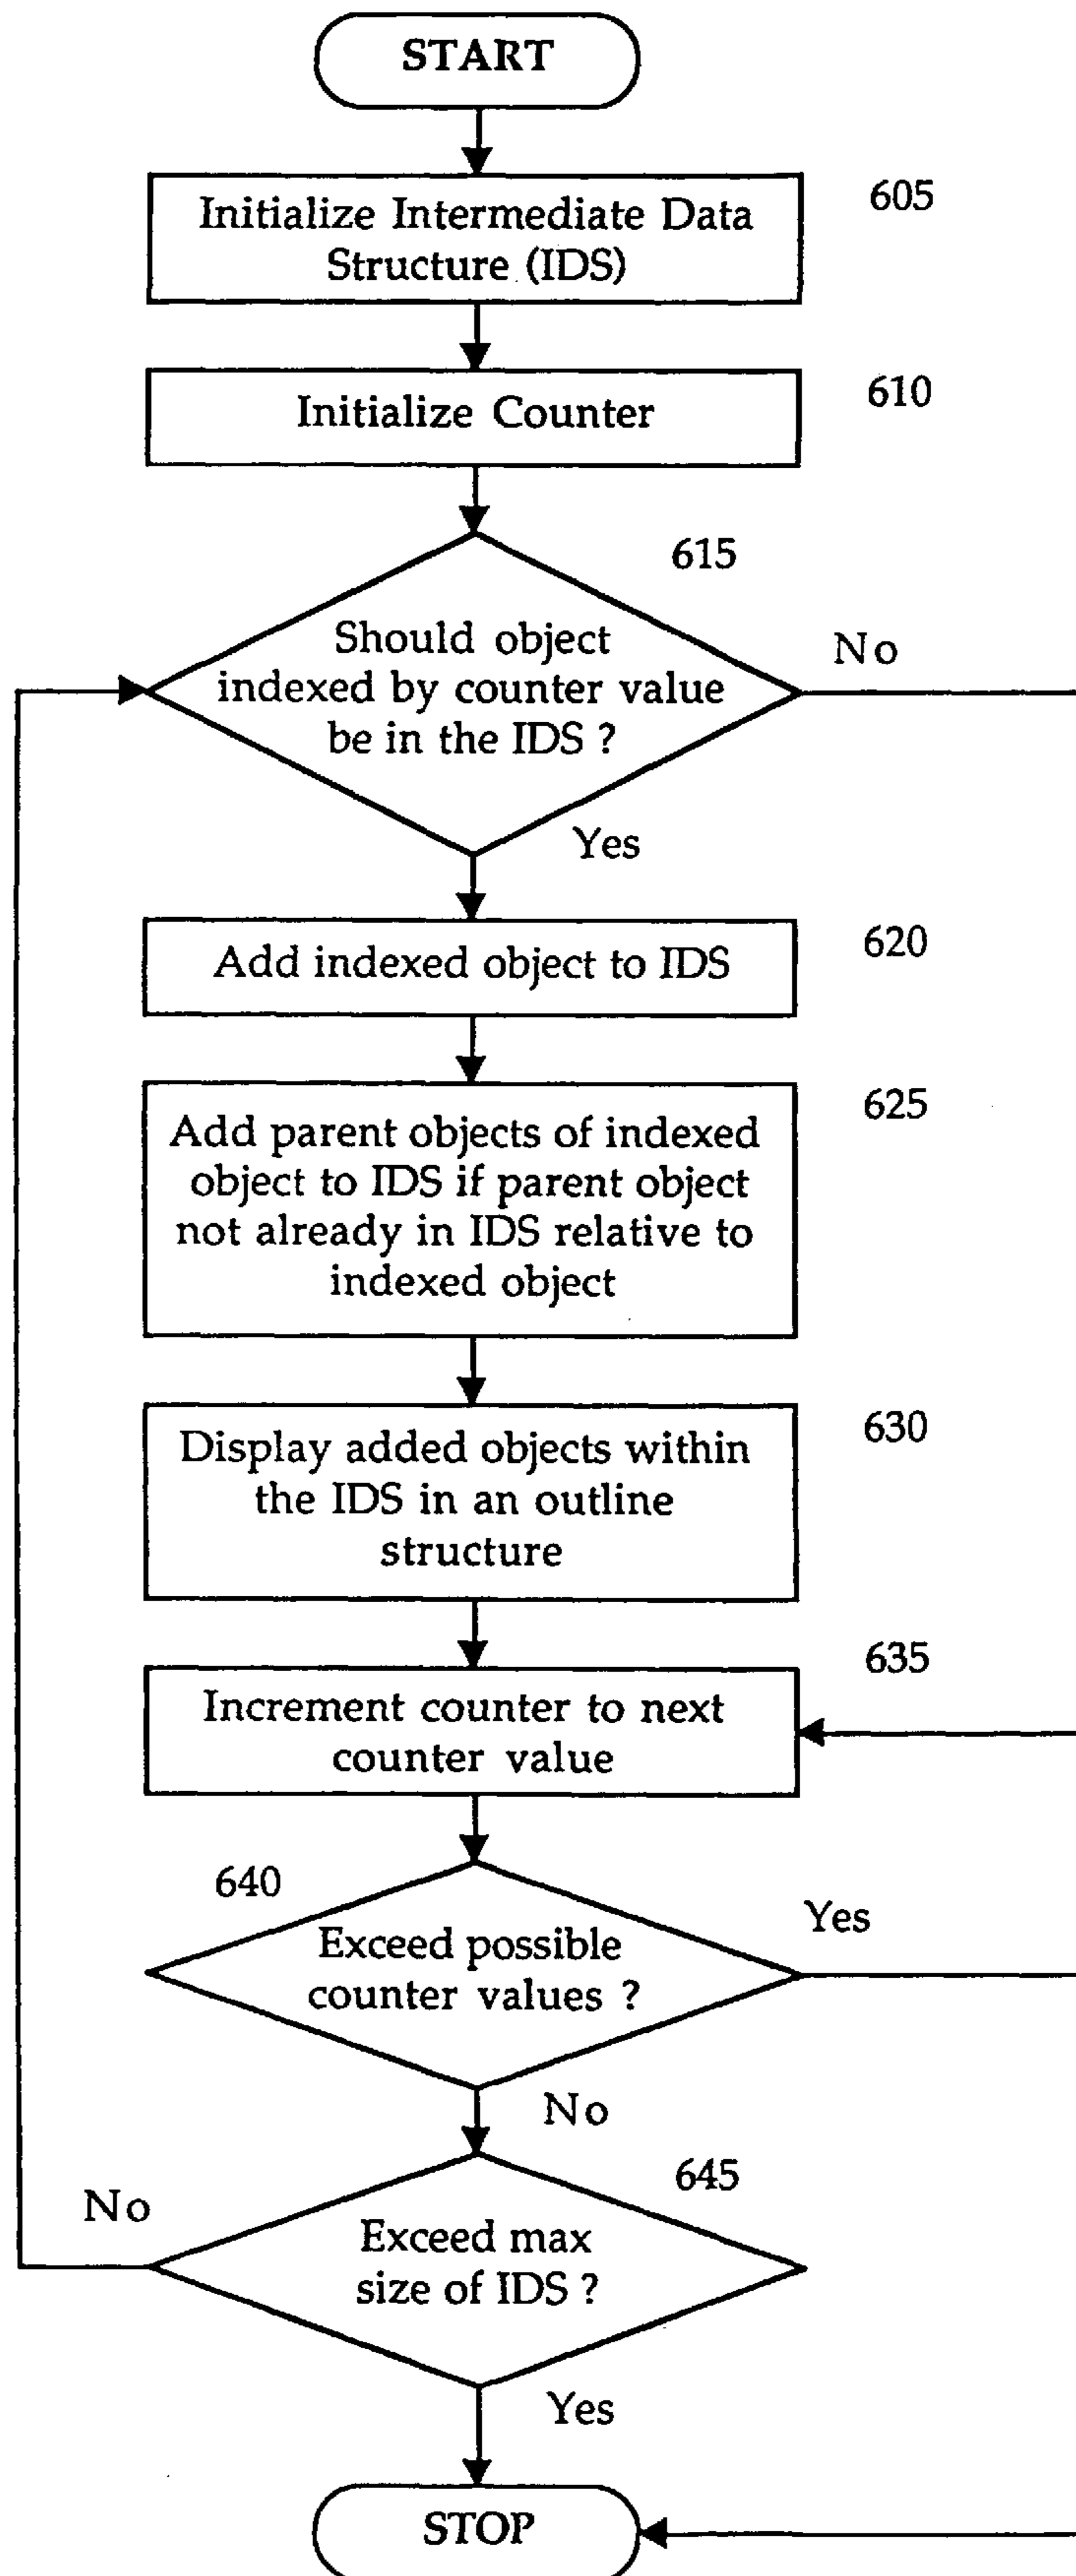 START
605
Initialize Intermediate Data
Structure (IDS)
610
Initialize Counter
615
Should object
indexed by counter value
be in the IDS ?
No
Yes
620
Add indexed object to IDS
625
Add parent objects of indexed
object to IDS if parent object
not already in IDS relative to
indexed object
630
Display added objects within
the IDS in an outline
structure
635
Increment counter to next
counter value
640
Exceed possible
counter values ?
Yes
No
645
Exceed max
size of IDS ?
No
Yes
STOP